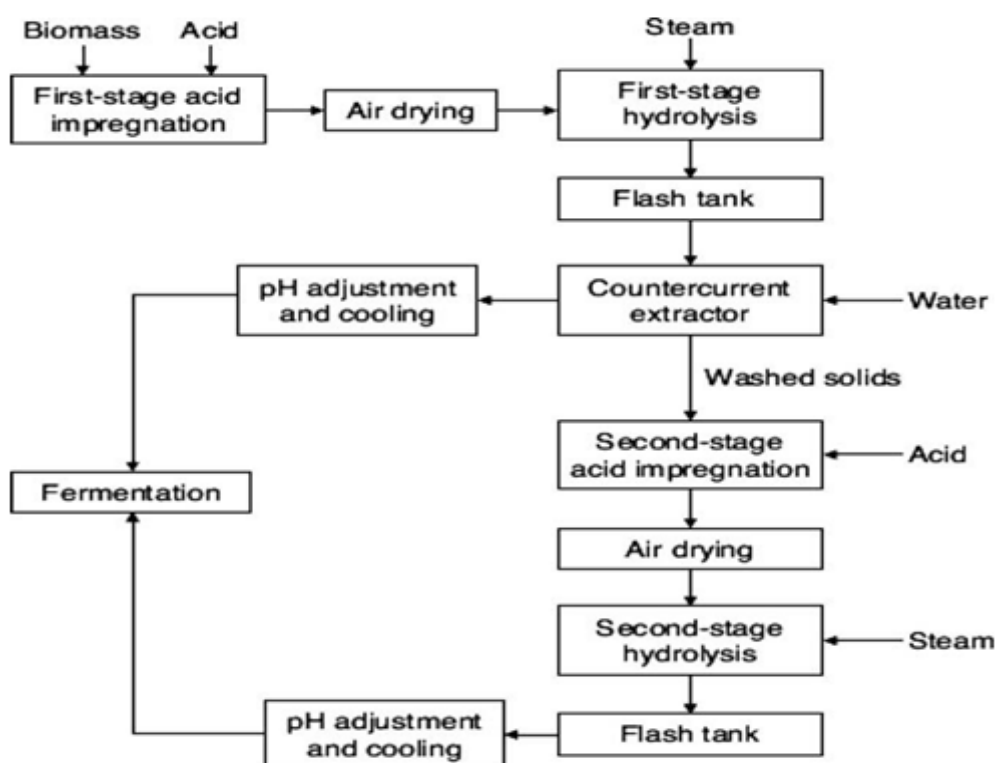 Biomass
Acid
Steam
First-stage acid
impregnation
Air drying
First-stage
hydrolysis
Flash tank
pH adjustment
and cooling
Countercurrent
extractor
Water
Washed solids
Second-stage
acid impregnation
Acid
Fermentation
Air drying
Second-stage
hydrolysis
Steam
pH adjustment
and cooling
Flash tank